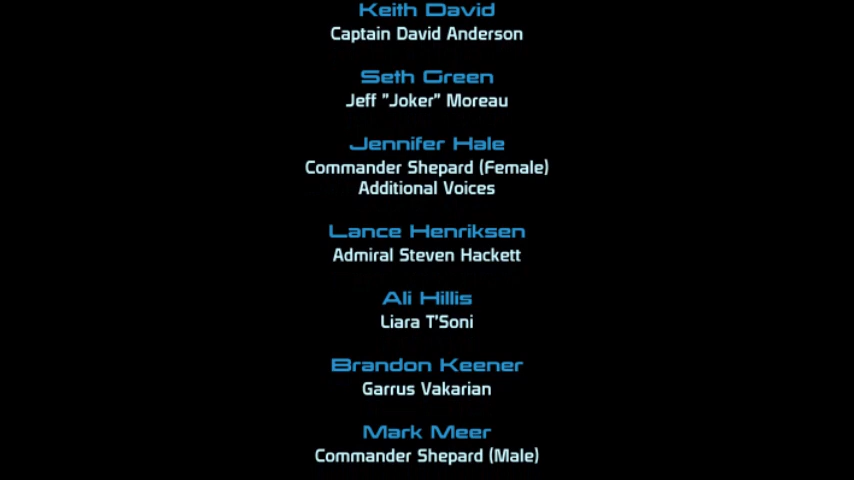 Keith David
Captain David Anderson
Seth Green
Jeff "Joker" Moreau
Jennifer Hale
Commander Shepard (Female)
Additional Voices
Lance Henriksen
Admiral Steven Hackett
Ali Hillis
Liara T'Soni
Brandon Keener
Garrus Vakarian
Mark Meer
Commander Shepard (Male)